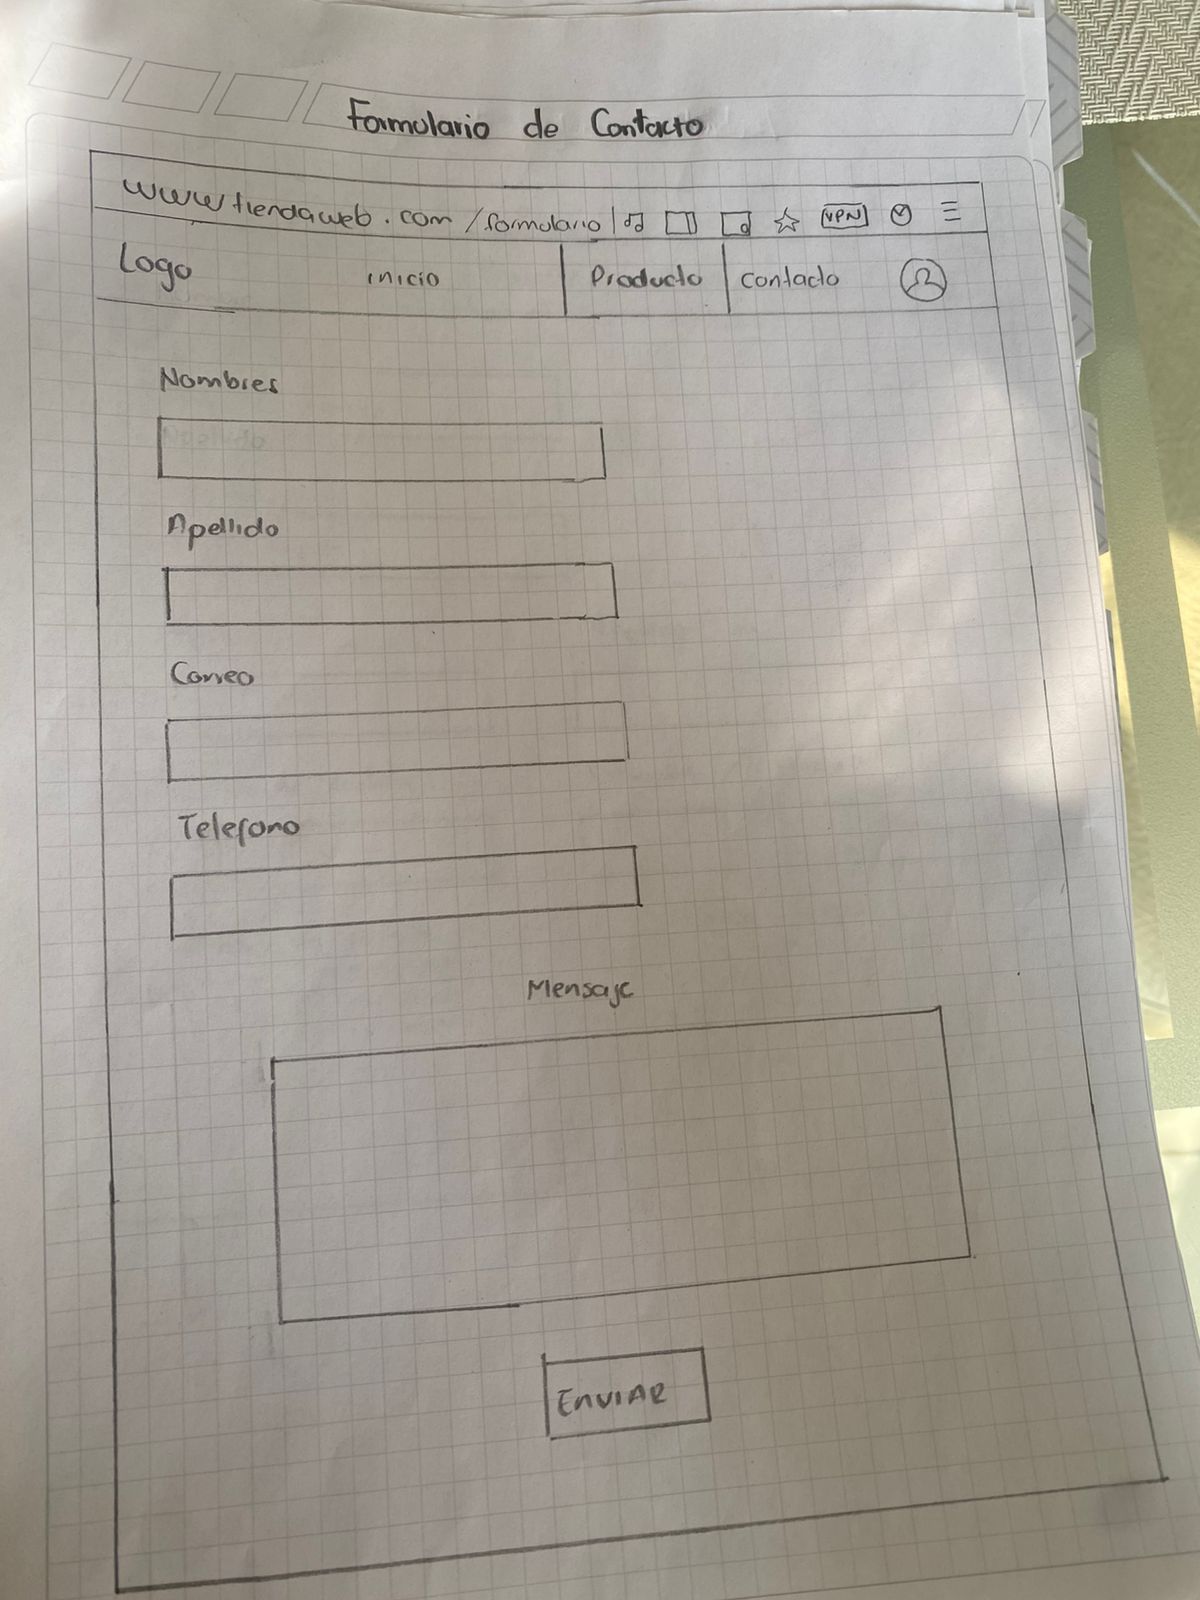 Formulario de Contacto
www.tiendaweb.com/formulario VPN
Logo inicio Producto contacto
Nombres
Apellido
Correo
Telefono
Mensaje
ENVIAR